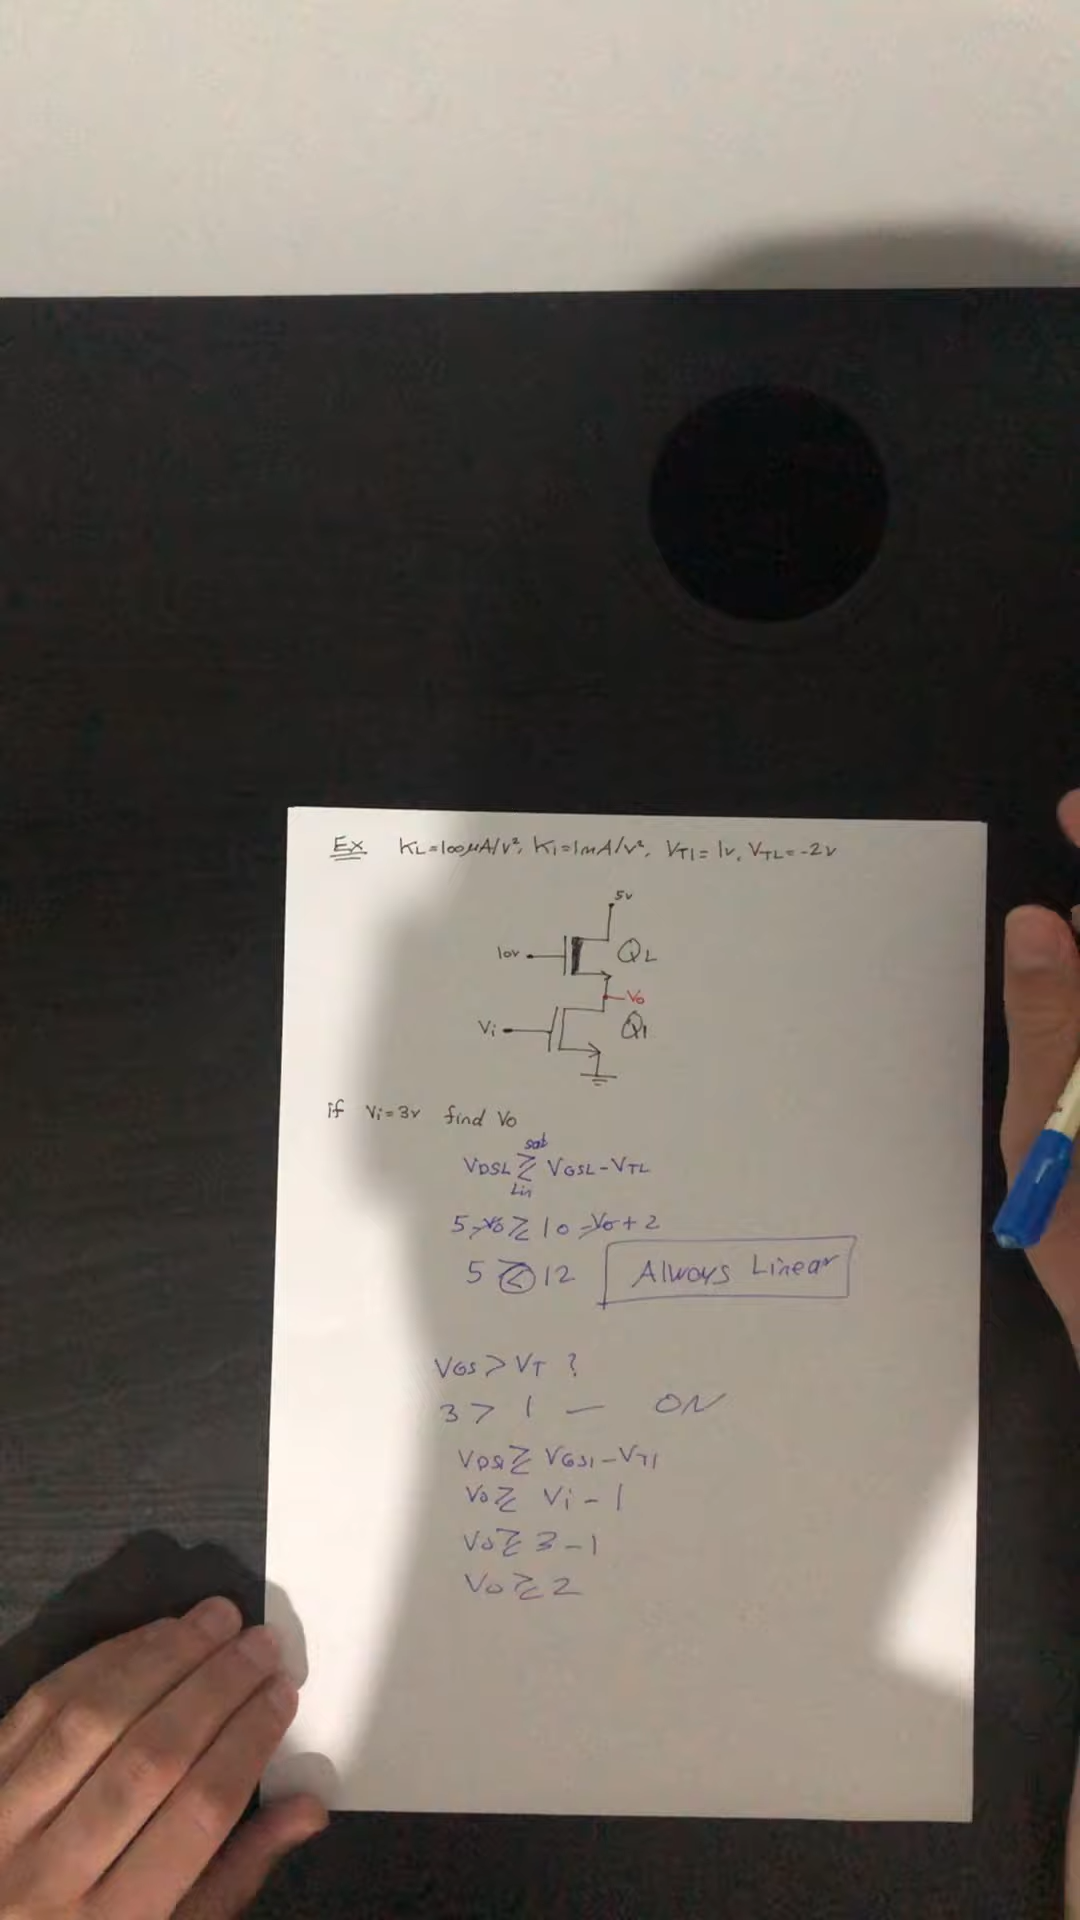 Ex KL=100μA/V², K1=1mA/V², VT1= 1v, VTL=-2v
5v
10v QL
Vo
Vi Q1
if Vi=3v find Vo
sat
VDSL ≷ VGSL-VTL
Lin
5-Vo ≷ 10-Vo+2
5 < 12 Always Linear
VGS > VT ?
3 > 1 — ON
VDS1 ≷ VGS1-VT1
Vo ≷ Vi - 1
Vo ≷ 3 - 1
Vo ≷ 2